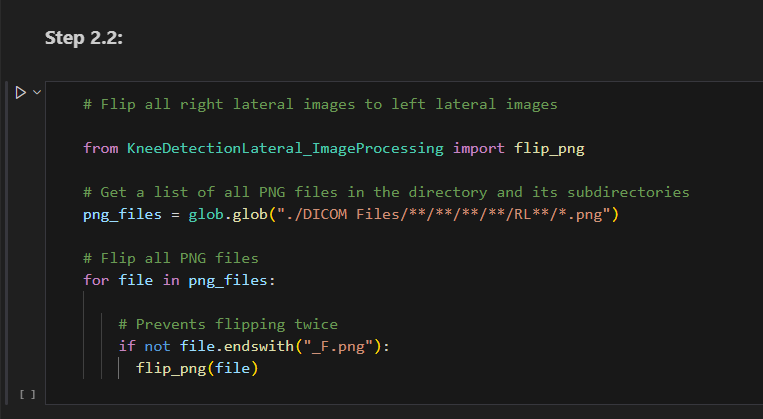 Step 2.2:
# Flip all right lateral images to left lateral images
from KneeDetectionLateral_ImageProcessing import flip_png
# Get a list of all PNG files in the directory and its subdirectories
png_files = glob.glob("./DICOM Files/**/**/**/**/RL**/*.png")
# Flip all PNG files
for file in png_files:
# Prevents flipping twice
if not file.endswith("_F.png"):
flip_png(file)
[ ]